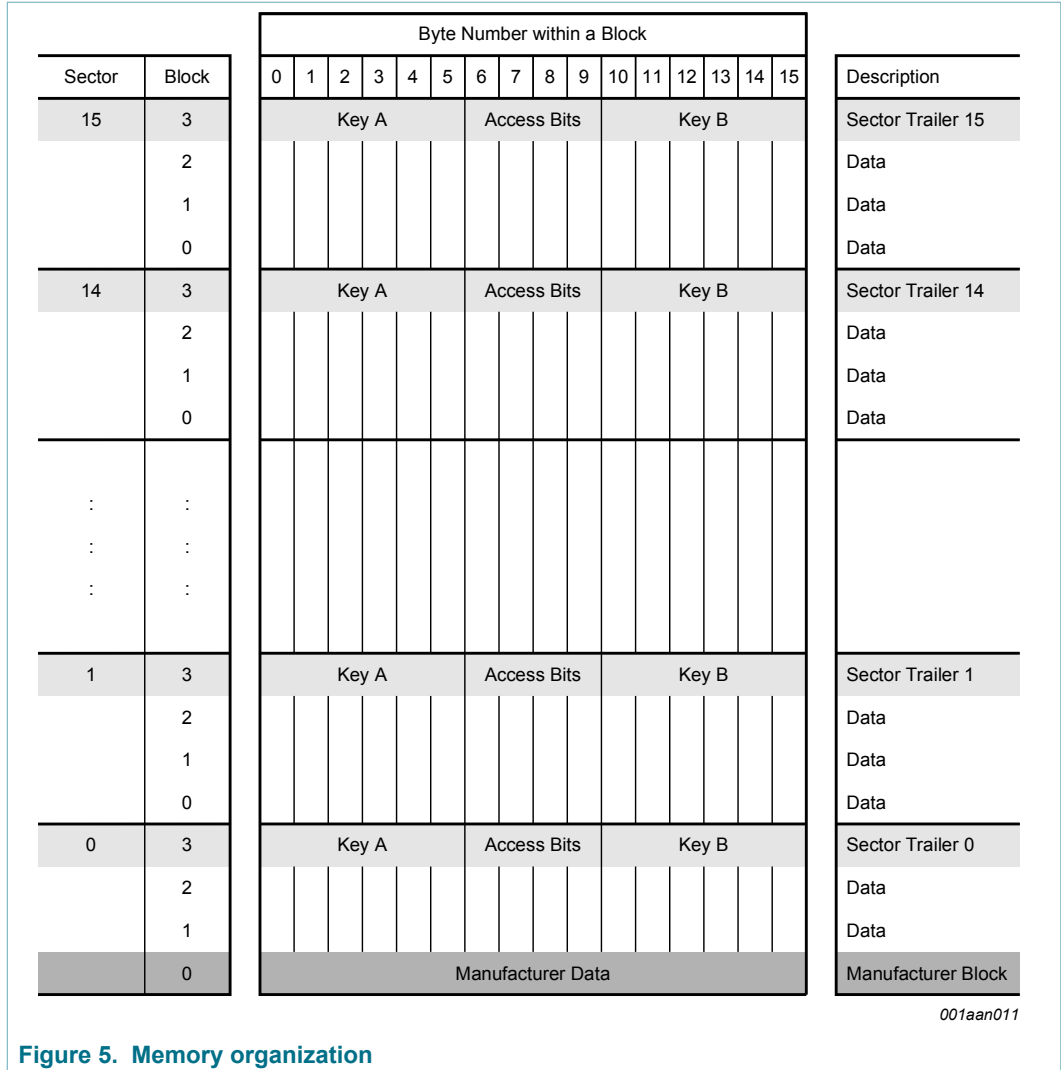 Byte Number within a Block
Sector Block 0 1 2 3 4 5 6 7 8 9 10 11 12 13 14 15 Description
15 3 Key A Access Bits Key B Sector Trailer 15
2 Data
1 Data
0 Data
14 3 Key A Access Bits Key B Sector Trailer 14
2 Data
1 Data
0 Data
: :
: :
: :
1 3 Key A Access Bits Key B Sector Trailer 1
2 Data
1 Data
0 Data
0 3 Key A Access Bits Key B Sector Trailer 0
2 Data
1 Data
0 Manufacturer Data Manufacturer Block
001aan011
Figure 5. Memory organization